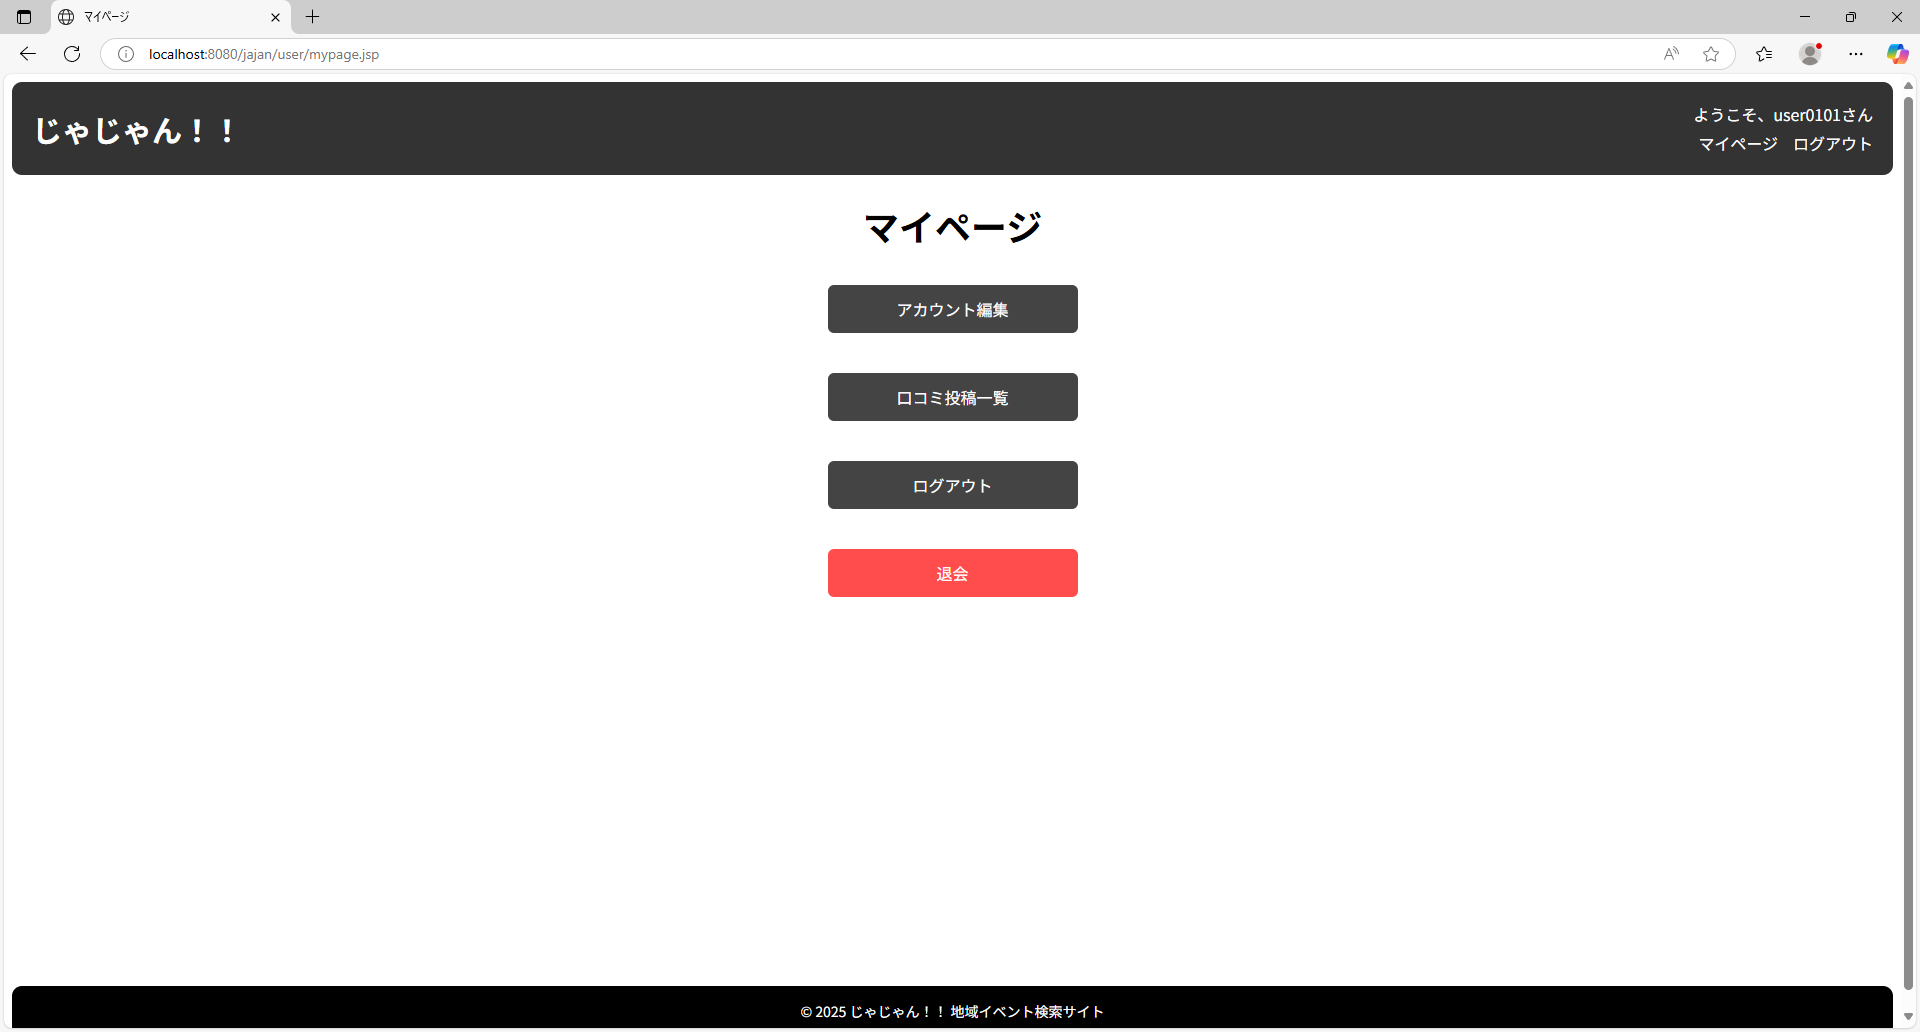 マイページ
localhost:8080/jajan/user/mypage.jsp
じゃじゃん！！
ようこそ、user0101さん
マイページ ログアウト
マイページ
アカウント編集
口コミ投稿一覧
ログアウト
退会
© 2025 じゃじゃん！！ 地域イベント検索サイト